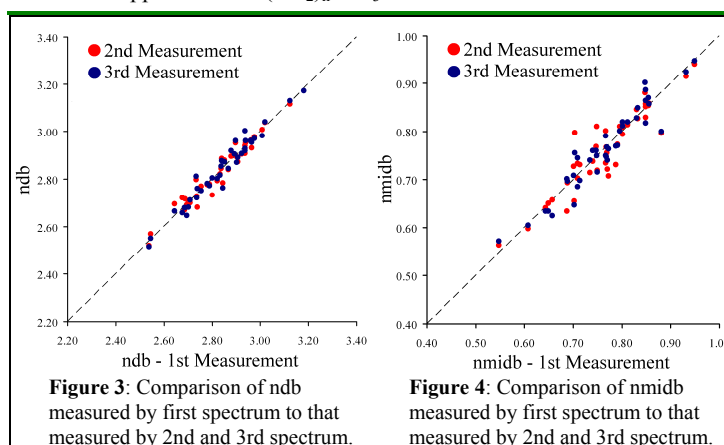 3.40
3.20
3.00
2.80
2.60
2.40
2.20
ndb
2nd Measurement
3rd Measurement
2.20 2.40 2.60 2.80 3.00 3.20 3.40
ndb - 1st Measurement
Figure 3: Comparison of ndb
measured by first spectrum to that
measured by 2nd and 3rd spectrum.
1.00
0.90
0.80
0.70
0.60
0.50
0.40
nmidb
2nd Measurement
3rd Measurement
0.40 0.50 0.60 0.70 0.80 0.90 1.0
nmidb - 1st Measurement
Figure 4: Comparison of nmidb
measured by first spectrum to that
measured by 2nd and 3rd spectrum.